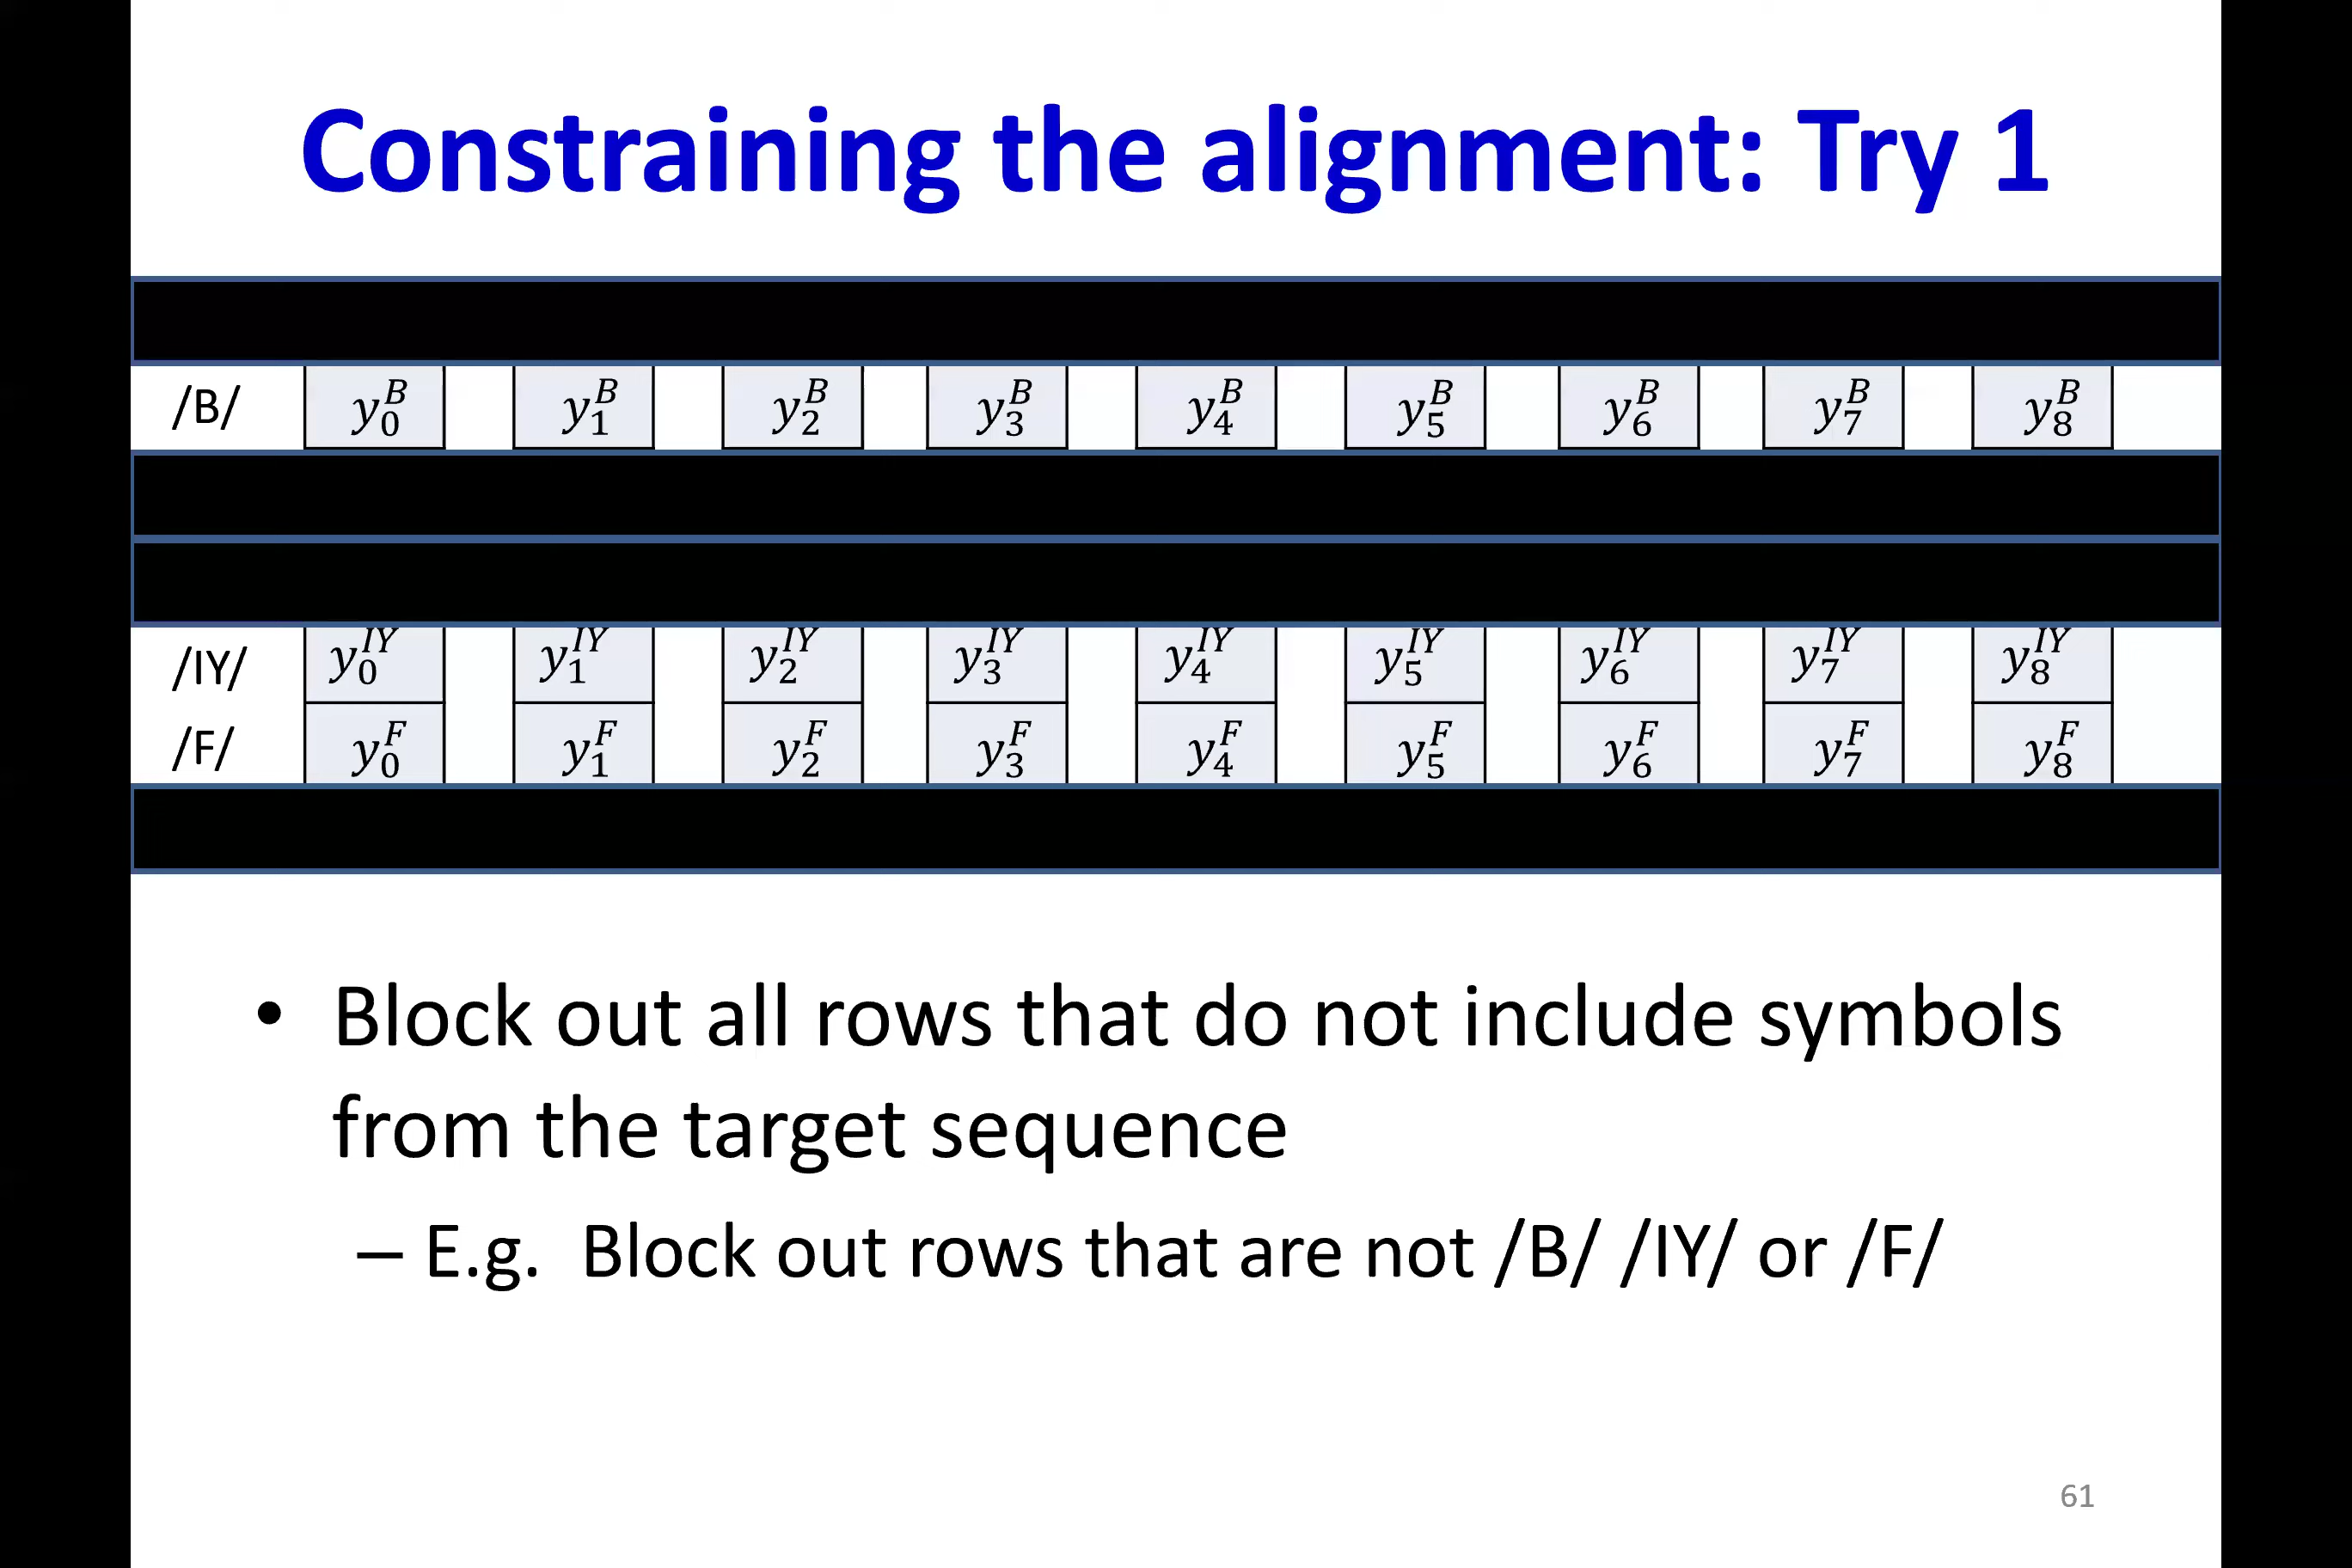 Constraining the alignment: Try 1
/B/ y_0^B y_1^B y_2^B y_3^B y_4^B y_5^B y_6^B y_7^B y_8^B
/IY/ y_0^{IY} y_1^{IY} y_2^{IY} y_3^{IY} y_4^{IY} y_5^{IY} y_6^{IY} y_7^{IY} y_8^{IY}
/F/ y_0^F y_1^F y_2^F y_3^F y_4^F y_5^F y_6^F y_7^F y_8^F
• Block out all rows that do not include symbols
from the target sequence
– E.g. Block out rows that are not /B/ /IY/ or /F/
61